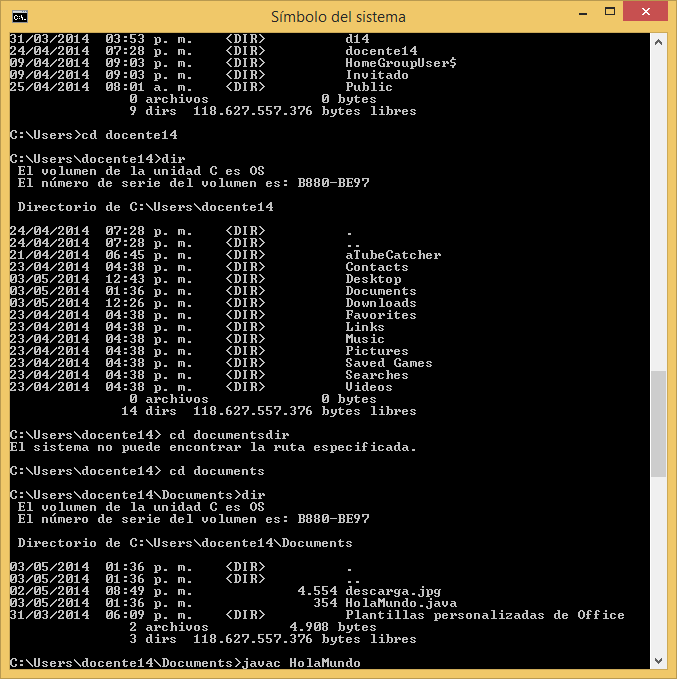 Símbolo del sistema
31/03/2014  03:53 p. m.    <DIR>          d14
24/04/2014  07:28 p. m.    <DIR>          docente14
09/04/2014  09:03 p. m.    <DIR>          HomeGroupUser$
09/04/2014  09:03 p. m.    <DIR>          Invitado
25/04/2014  08:01 a. m.    <DIR>          Public
               0 archivos              0 bytes
               9 dirs  118.627.557.376 bytes libres
C:\Users>cd docente14
C:\Users\docente14>dir
 El volumen de la unidad C es OS
 El número de serie del volumen es: B880-BE97
 Directorio de C:\Users\docente14
24/04/2014  07:28 p. m.    <DIR>          .
24/04/2014  07:28 p. m.    <DIR>          ..
21/04/2014  06:45 p. m.    <DIR>          aTubeCatcher
23/04/2014  04:38 p. m.    <DIR>          Contacts
03/05/2014  12:43 p. m.    <DIR>          Desktop
03/05/2014  01:36 p. m.    <DIR>          Documents
03/05/2014  12:26 p. m.    <DIR>          Downloads
23/04/2014  04:38 p. m.    <DIR>          Favorites
23/04/2014  04:38 p. m.    <DIR>          Links
23/04/2014  04:38 p. m.    <DIR>          Music
23/04/2014  04:38 p. m.    <DIR>          Pictures
23/04/2014  04:38 p. m.    <DIR>          Saved Games
23/04/2014  04:38 p. m.    <DIR>          Searches
23/04/2014  04:38 p. m.    <DIR>          Videos
               0 archivos              0 bytes
              14 dirs  118.627.557.376 bytes libres
C:\Users\docente14> cd documentsdir
El sistema no puede encontrar la ruta especificada.
C:\Users\docente14> cd documents
C:\Users\docente14\Documents>dir
 El volumen de la unidad C es OS
 El número de serie del volumen es: B880-BE97
 Directorio de C:\Users\docente14\Documents
03/05/2014  01:36 p. m.    <DIR>          .
03/05/2014  01:36 p. m.    <DIR>          ..
02/05/2014  08:49 p. m.             4.554 descarga.jpg
03/05/2014  01:36 p. m.               354 HolaMundo.java
31/03/2014  06:09 p. m.    <DIR>          Plantillas personalizadas de Office
               2 archivos          4.908 bytes
               3 dirs  118.627.557.376 bytes libres
C:\Users\docente14\Documents>javac HolaMundo